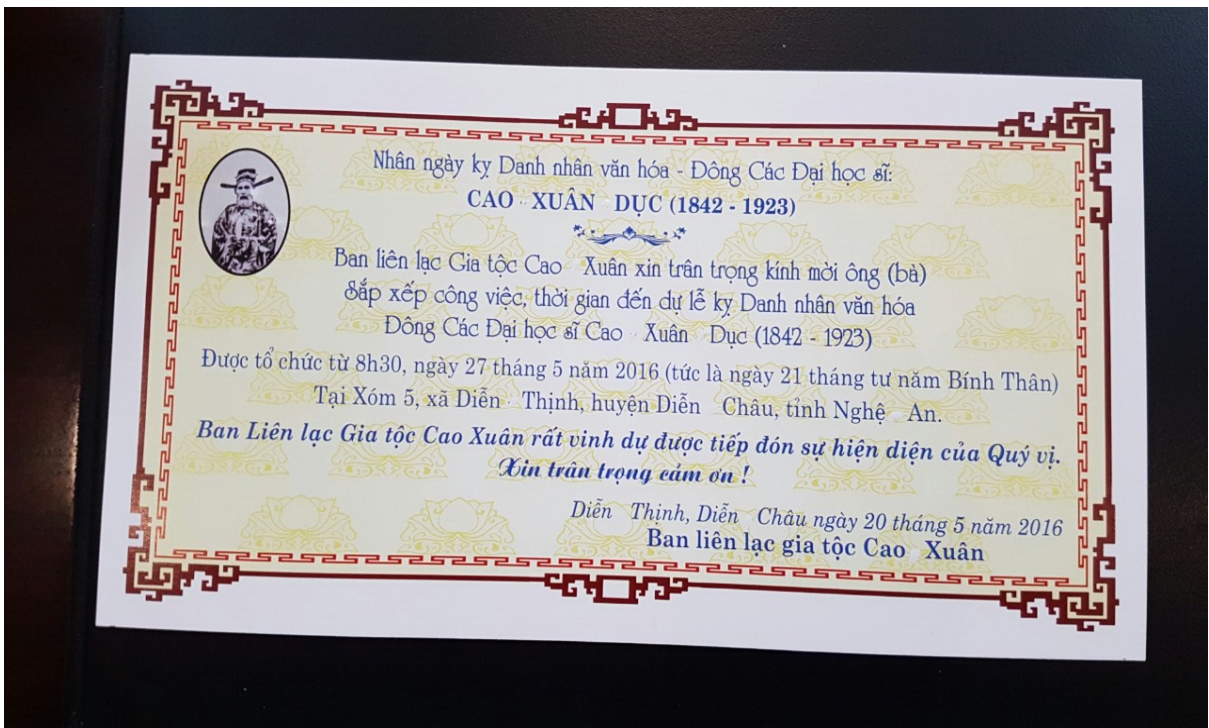 Nhân ngày kỵ Danh nhân văn hóa - Đông Các Đại học sĩ:
CAO XUÂN DỤC (1842 - 1923)
Ban liên lạc Gia tộc Cao Xuân xin trân trọng kính mời ông (bà)
Sắp xếp công việc, thời gian đến dự lễ kỵ Danh nhân văn hóa
Đông Các Đại học sĩ Cao Xuân Dục (1842 - 1923)
Được tổ chức từ 8h30, ngày 27 tháng 5 năm 2016 (tức là ngày 21 tháng tư năm Bính Thân)
Tại Xóm 5, xã Diễn Thịnh, huyện Diễn Châu, tỉnh Nghệ An.
Ban Liên lạc Gia tộc Cao Xuân rất vinh dự được tiếp đón sự hiện diện của Quý vị.
Xin trân trọng cảm ơn !
Diễn Thịnh, Diễn Châu ngày 20 tháng 5 năm 2016
Ban liên lạc gia tộc Cao Xuân